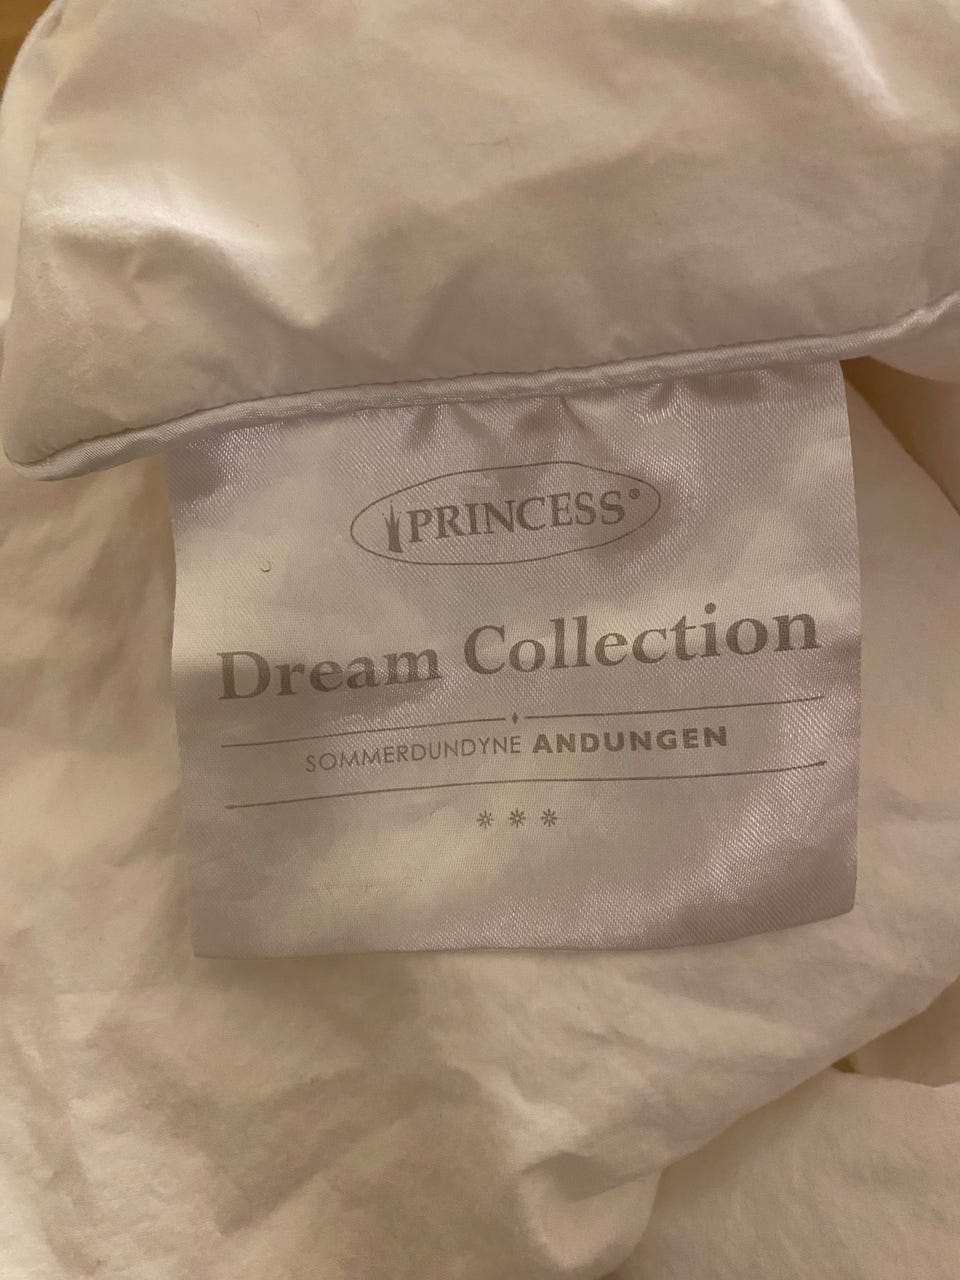 PRINCESS®
Dream Collection
SOMMERDUNDYNE ANDUNGEN